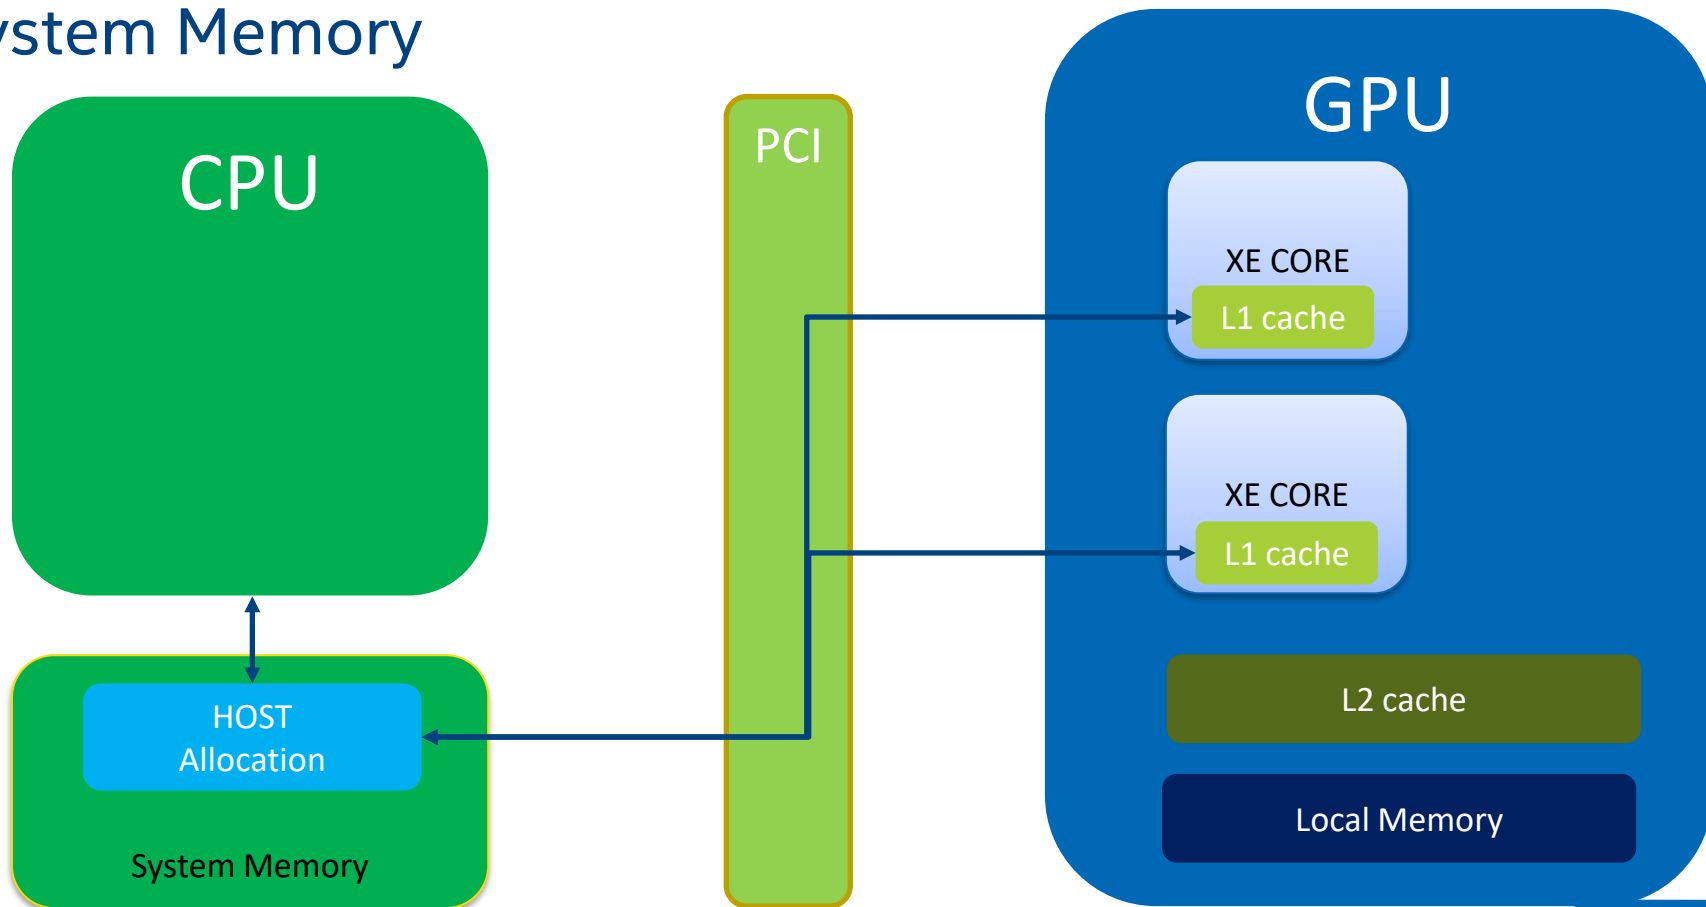 ystem Memory
CPU
PCI
GPU
XE CORE
L1 cache
XE CORE
L1 cache
L2 cache
Local Memory
HOST
Allocation
System Memory